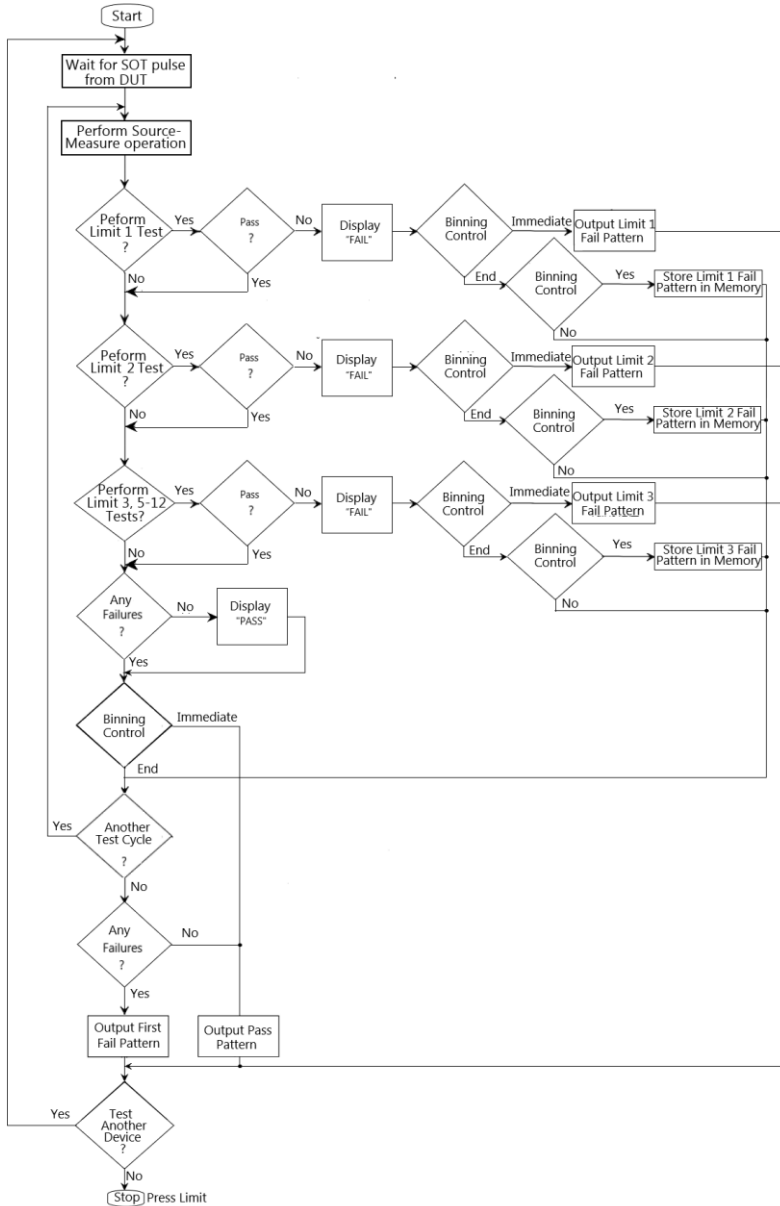 Start
Wait for SOT pulse
from DUT
Perform Source-
Measure operation
Peform
Limit 1 Test
?
Yes
No
Pass
?
No
Yes
Display
"FAIL"
Binning
Control
Immediate
Output Limit 1
Fail Pattern
End
Binning
Control
Yes
Store Limit 1 Fail
Pattern in Memory
No
Peform
Limit 2 Test
?
Yes
No
Pass
?
No
Yes
Display
"FAIL"
Binning
Control
Immediate
Output Limit 2
Fail Pattern
End
Binning
Control
Yes
Store Limit 2 Fail
Pattern in Memory
No
Perform
Limit 3, 5-12
Tests?
Yes
No
Pass
?
No
Yes
Display
"FAIL"
Binning
Control
Immediate
Output Limit 3
Fail Pattern
End
Binning
Control
Yes
Store Limit 3 Fail
Pattern in Memory
No
Any
Failures
?
No
Display
"PASS"
Yes
Binning
Control
Immediate
End
Another
Test Cycle
?
Yes
No
Any
Failures
?
No
Yes
Output First
Fail Pattern
Output Pass
Pattern
Test
Another
Device
?
Yes
No
Stop Press Limit